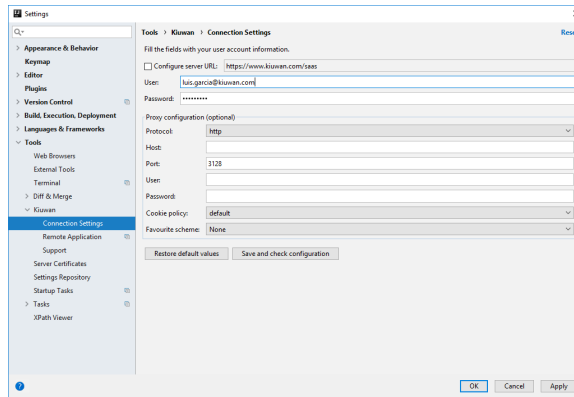 Settings
Tools › Kiuwan › Connection Settings
Fill the fields with your user account information.
Configure server URL: https://www.kiuwan.com/saas
User: luis.garcia@kiuwan.com
Password: •••••••••
Proxy configuration (optional)
Protocol: http
Host:
Port: 3128
User:
Password:
Cookie policy: default
Favourite scheme: None
Restore default values Save and check configuration
Appearance & Behavior
Keymap
Editor
Plugins
Version Control
Build, Execution, Deployment
Languages & Frameworks
Tools
Web Browsers
External Tools
Terminal
Diff & Merge
Kiuwan
Connection Settings
Remote Application
Support
Server Certificates
Settings Repository
Startup Tasks
Tasks
XPath Viewer
OK Cancel Apply